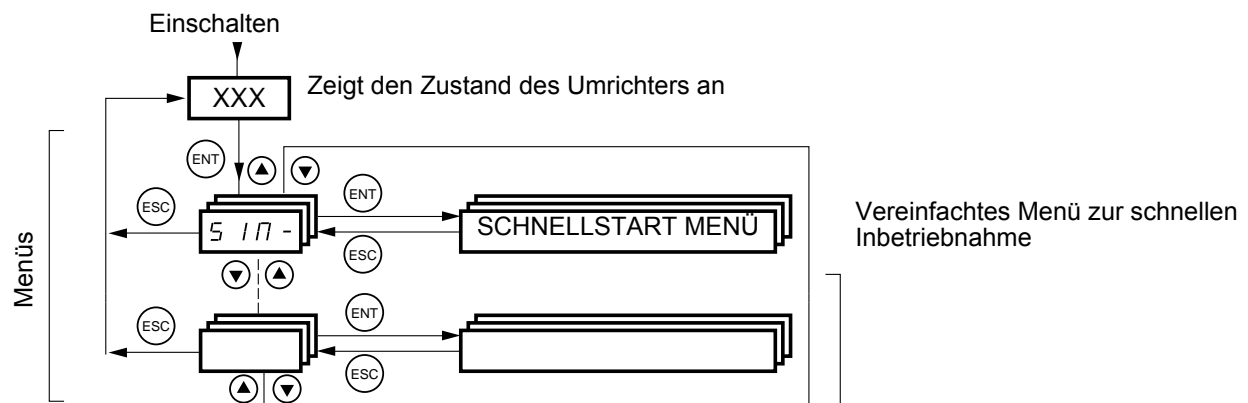 Einschalten
XXX
Zeigt den Zustand des Umrichters an
ENT
ESC
ENT
SIM-
SCHNELLSTART MENÜ
Vereinfachtes Menü zur schnellen
Inbetriebnahme
ESC
Menüs
ESC
ENT
ESC